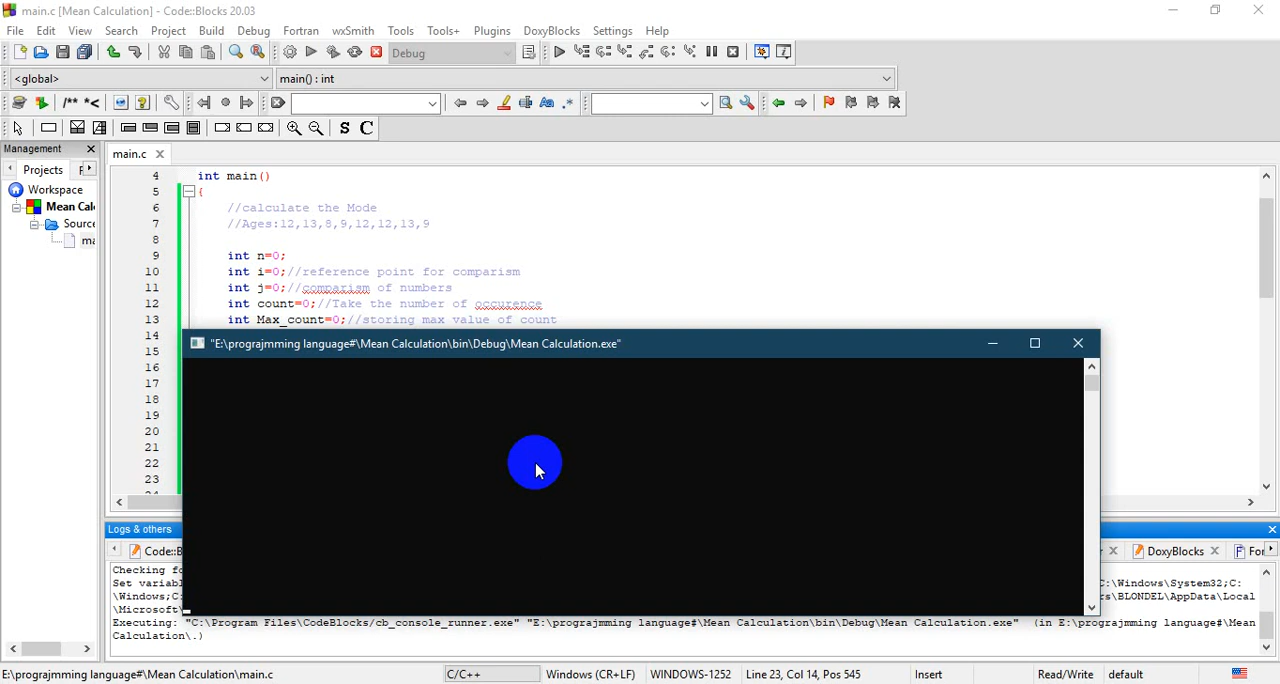 main.c [Mean Calculation] - Code::Blocks 20.03
File Edit View Search Project Build Debug Fortran wxSmith Tools Tools+ Plugins DoxyBlocks Settings Help
Debug
<global> main() : int
/** *<
S C
Management
Projects
main.c
Workspace
Mean Cal
Source
ma
4 int main()
5 {
6 //calculate the Mode
7 //Ages:12,13,8,9,12,12,13,9
8
9 int n=0;
10 int i=0;//reference point for comparism
11 int j=0;//comparism of numbers
12 int count=0;//Take the number of occurence
13 int Max_count=0;//storing max value of count
14
15
16
17
18
19
20
21
22
23
24
"E:\prograjmming language#\Mean Calculation\bin\Debug\Mean Calculation.exe"
Logs & others
Code::B
DoxyBlocks
For
Checking fo
Set variabl C:\Windows\System32;C:
\Windows;C: rs\BLONDEL\AppData\Local
\Microsoft\
Executing: "C:\Program Files\CodeBlocks/cb_console_runner.exe" "E:\prograjmming language#\Mean Calculation\bin\Debug\Mean Calculation.exe" (in E:\prograjmming language#\Mean
Calculation\.)
E:\prograjmming language#\Mean Calculation\main.c C/C++ Windows (CR+LF) WINDOWS-1252 Line 23, Col 14, Pos 545 Insert Read/Write default